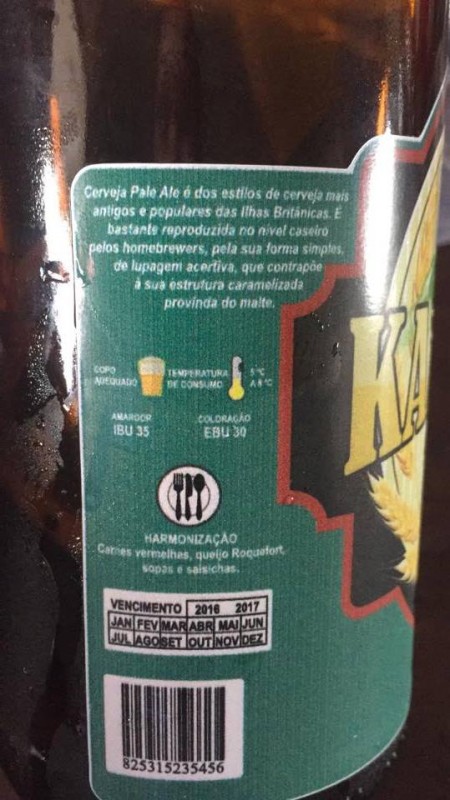 Cerveja Pale Ale é dos estilos de cerveja mais
antigos e populares das Ilhas Britânicas. E
bastante reproduzida no nível caseiro
pelos homebrewers, pela sua forma simples,
de lupagem acertiva, que contrapõe
à sua estrutura caramelizada
provinda do malte.
COPO ADEQUADO
TEMPERATURA DE CONSUMO
5 °C
A 8 °C
AMARGOR
IBU 35
COLORAÇÃO
EBU 30
HARMONIZAÇÃO
Carnes vermelhas, queijo Roquefort,
sopas e salsichas.
VENCIMENTO 2016 2017
JAN FEV MAR ABR MAI JUN
JUL AGO SET OUT NOV DEZ
825315235456
KA